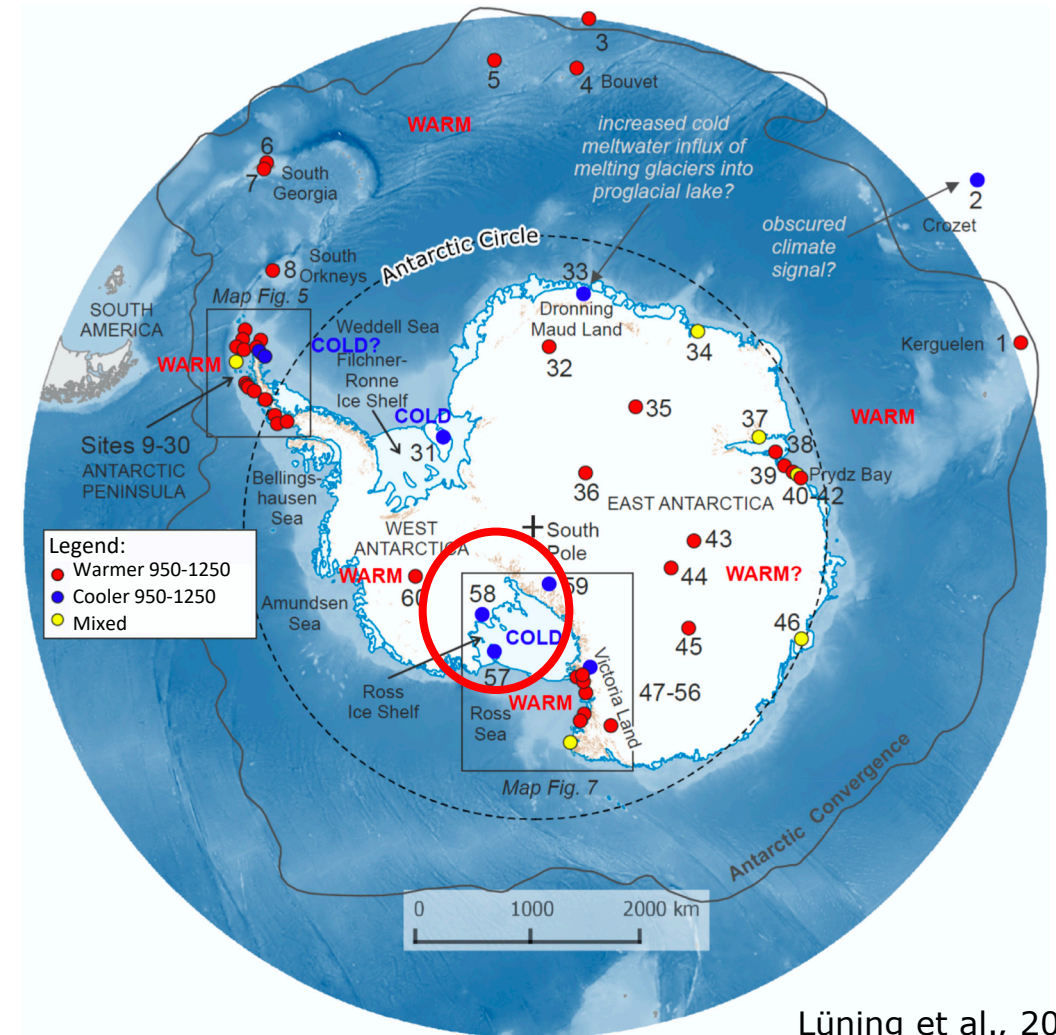 3
5
4 Bouvet
WARM
increased cold
meltwater influx of
melting glaciers into
proglacial lake?
6
7
South
Georgia
2
Crozet
obscured
climate
signal?
Antarctic Circle
8 South
Orkneys
Map Fig. 5
33
Dronning
Maud Land
SOUTH
AMERICA
Weddell Sea
COLD?
Filchner-
Ronne
Ice Shelf
WARM
32
34
Kerguelen 1
COLD
35
WARM
31
37
38
39
Prydz Bay
40-42
Sites 9-30
ANTARCTIC
PENINSULA
Bellings-
hausen
Sea
36
EAST ANTARCTICA
WEST
ANTARCTICA
South
Pole
43
Legend:
Warmer 950-1250
Cooler 950-1250
Mixed
WARM
60
44
WARM?
58
59
Amundsen
Sea
COLD
45
46
57
Victoria Land
47-56
Ross
Ice Shelf
Ross
Sea
WARM
Map Fig. 7
Antarctic Convergence
0 1000 2000 km
Lüning et al., 20